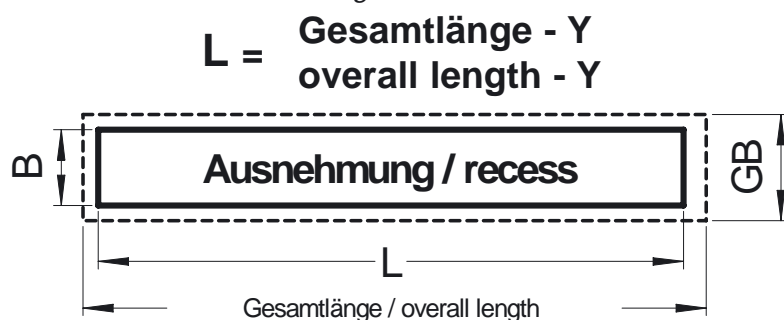 L = Gesamtlänge - Y
overall length - Y
B
Ausnehmung / recess
GB
L
Gesamtlänge / overall length